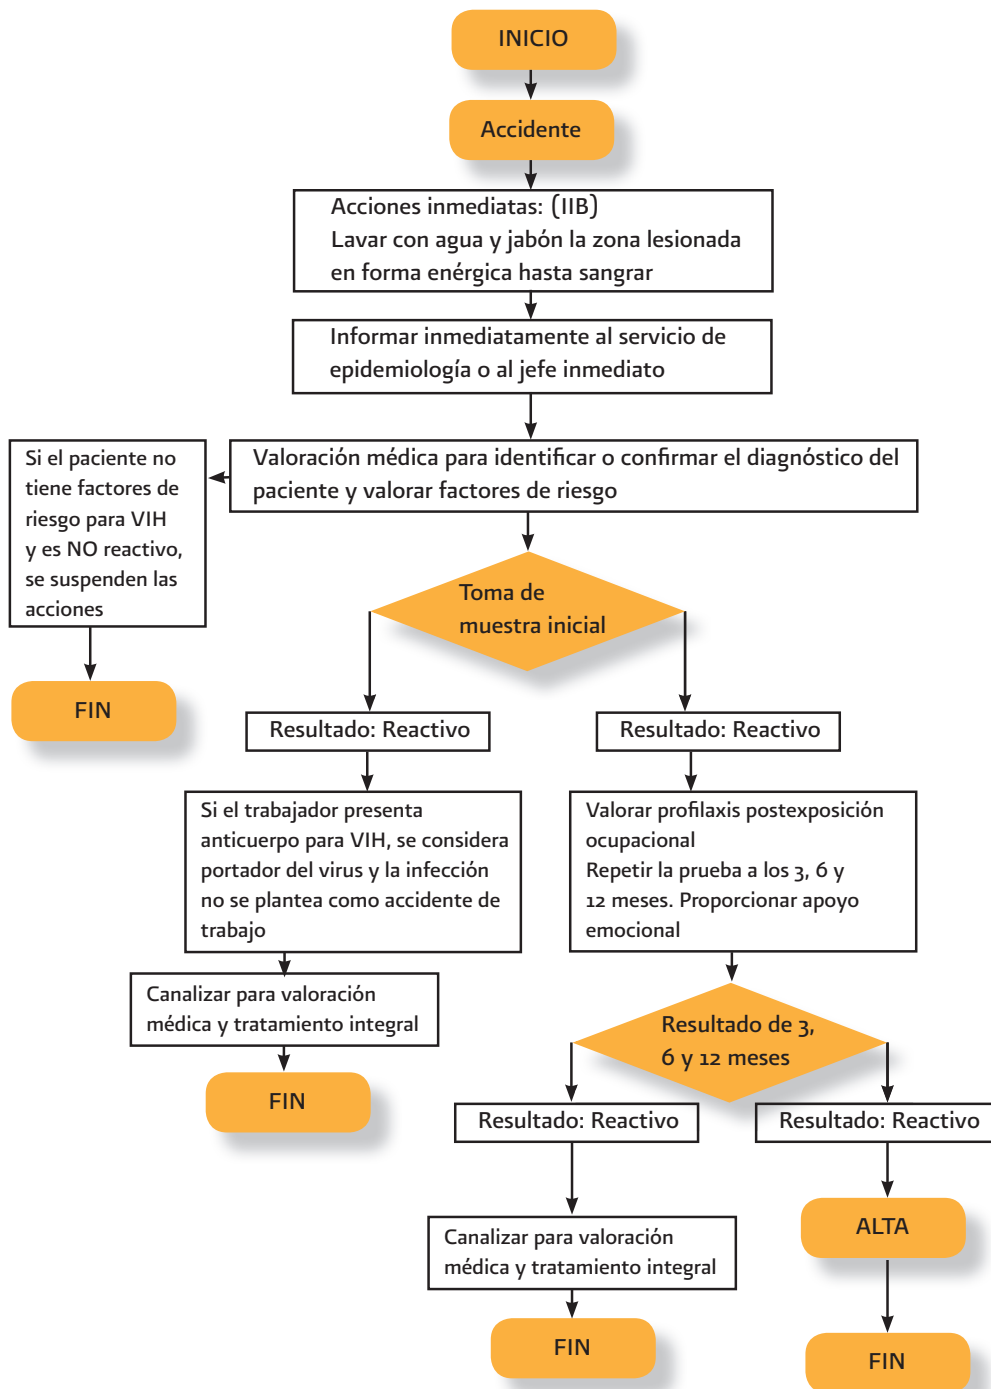 INICIO
Accidente
Acciones inmediatas: (IIB)
Lavar con agua y jabón la zona lesionada
en forma enérgica hasta sangrar
Informar inmediatamente al servicio de
epidemiología o al jefe inmediato
Valoración médica para identificar o confirmar el diagnóstico del
paciente y valorar factores de riesgo
Si el paciente no
tiene factores de
riesgo para VIH
y es NO reactivo,
se suspenden las
acciones
FIN
Toma de
muestra inicial
Resultado: Reactivo
Resultado: Reactivo
Si el trabajador presenta
anticuerpo para VIH, se considera
portador del virus y la infección
no se plantea como accidente de
trabajo
Canalizar para valoración
médica y tratamiento integral
FIN
Valorar profilaxis postexposición
ocupacional
Repetir la prueba a los 3, 6 y
12 meses. Proporcionar apoyo
emocional
Resultado de 3,
6 y 12 meses
Resultado: Reactivo
Resultado: Reactivo
Canalizar para valoración
médica y tratamiento integral
FIN
ALTA
FIN